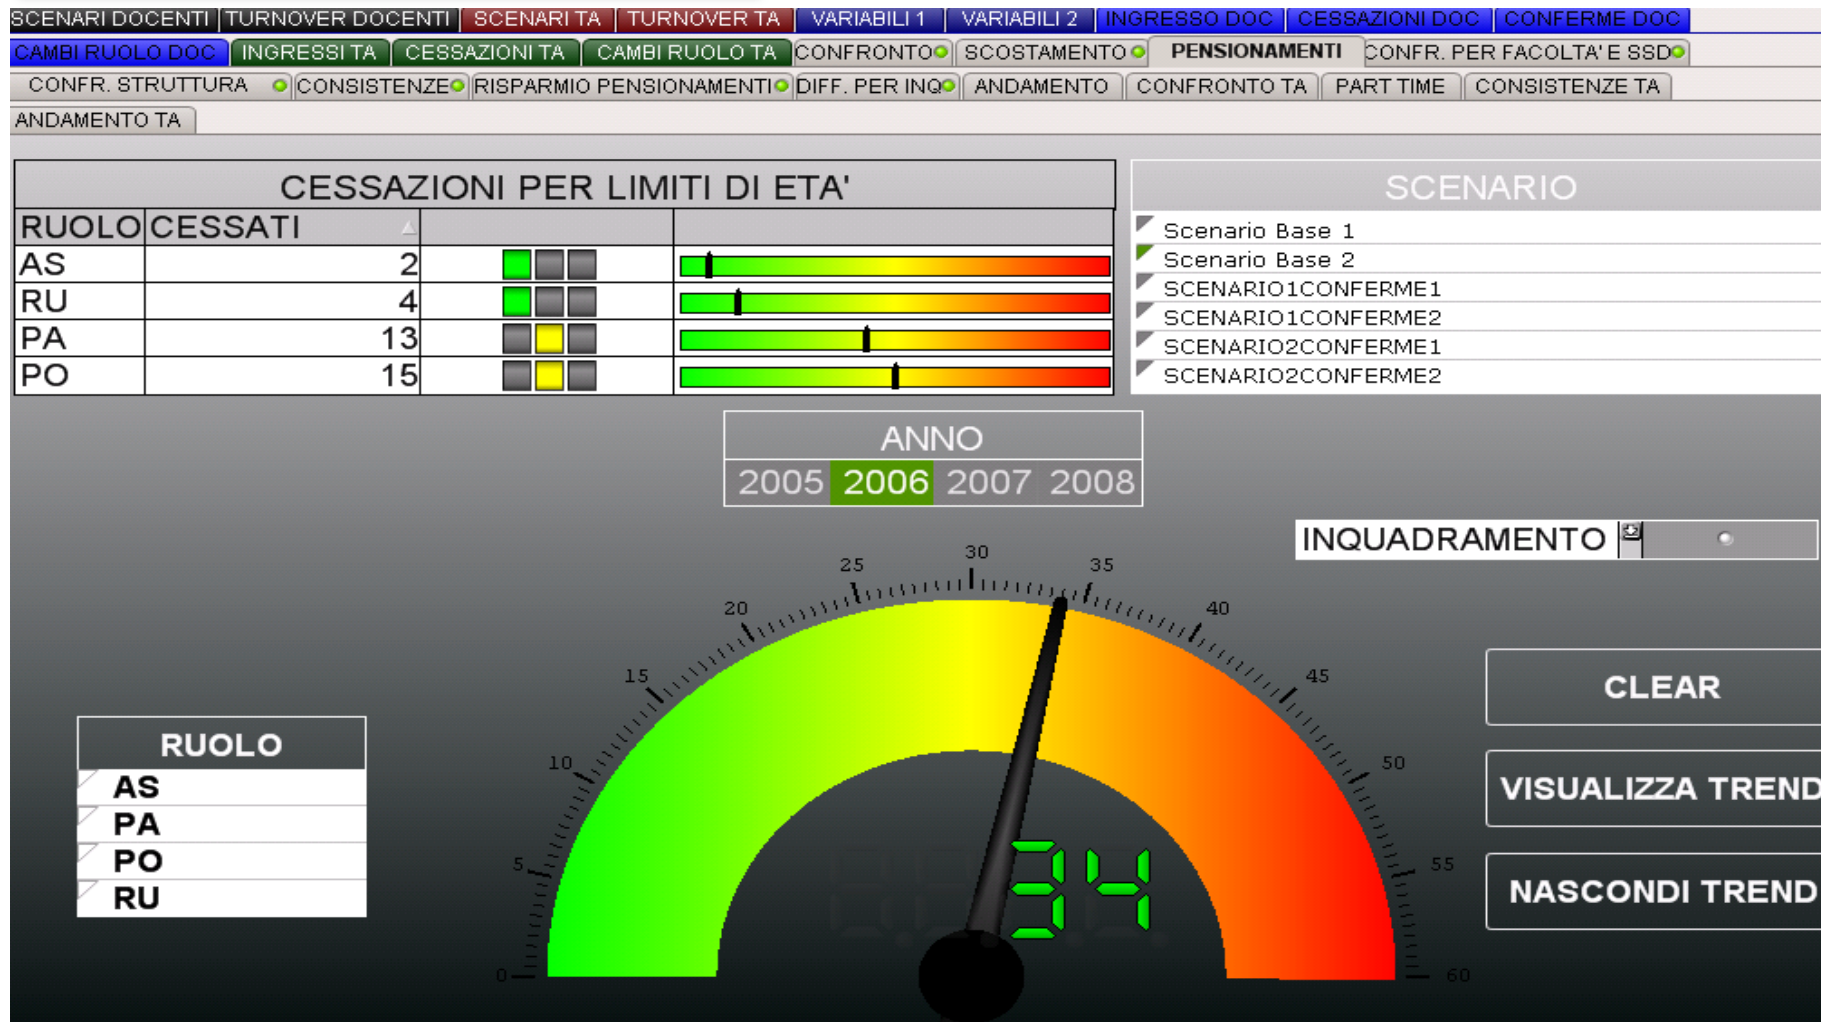 SCENARI DOCENTI TURNOVER DOCENTI SCENARI TA TURNOVER TA VARIABILI 1 VARIABILI 2 INGRESSO DOC CESSAZIONI DOC CONFERME DOC
CAMBI RUOLO DOC INGRESSI TA CESSAZIONI TA CAMBI RUOLO TA CONFRONTO SCOSTAMENTO PENSIONAMENTI CONFR. PER FACOLTA' E SSD
CONFR. STRUTTURA CONSISTENZE RISPARMIO PENSIONAMENTI DIFF. PER INQ ANDAMENTO CONFRONTO TA PART TIME CONSISTENZE TA
ANDAMENTO TA
CESSAZIONI PER LIMITI DI ETA'
RUOLO CESSATI
AS 2
RU 4
PA 13
PO 15
SCENARIO
Scenario Base 1
Scenario Base 2
SCENARIO1CONFERME1
SCENARIO1CONFERME2
SCENARIO2CONFERME1
SCENARIO2CONFERME2
ANNO
2005 2006 2007 2008
INQUADRAMENTO
0
5
10
15
20
25
30
35
40
45
50
55
60
34
RUOLO
AS
PA
PO
RU
CLEAR
VISUALIZZA TREND
NASCONDI TREND